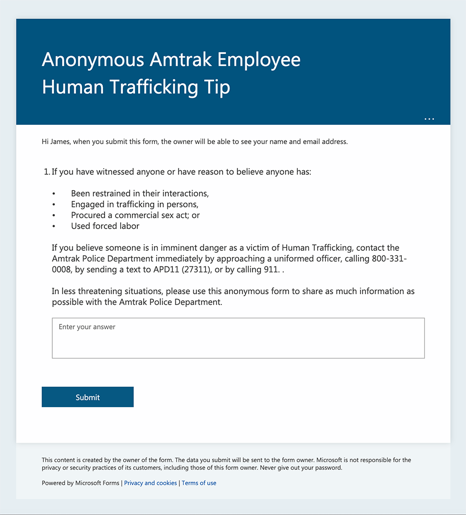 Anonymous Amtrak Employee
Human Trafficking Tip
...
Hi James, when you submit this form, the owner will be able to see your name and email address.
1. If you have witnessed anyone or have reason to believe anyone has:
• Been restrained in their interactions,
• Engaged in trafficking in persons,
• Procured a commercial sex act; or
• Used forced labor
If you believe someone is in imminent danger as a victim of Human Trafficking, contact the
Amtrak Police Department immediately by approaching a uniformed officer, calling 800-331-
0008, by sending a text to APD11 (27311), or by calling 911. .
In less threatening situations, please use this anonymous form to share as much information as
possible with the Amtrak Police Department.
Enter your answer
Submit
This content is created by the owner of the form. The data you submit will be sent to the form owner. Microsoft is not responsible for the
privacy or security practices of its customers, including those of this form owner. Never give out your password.
Powered by Microsoft Forms | Privacy and cookies | Terms of use